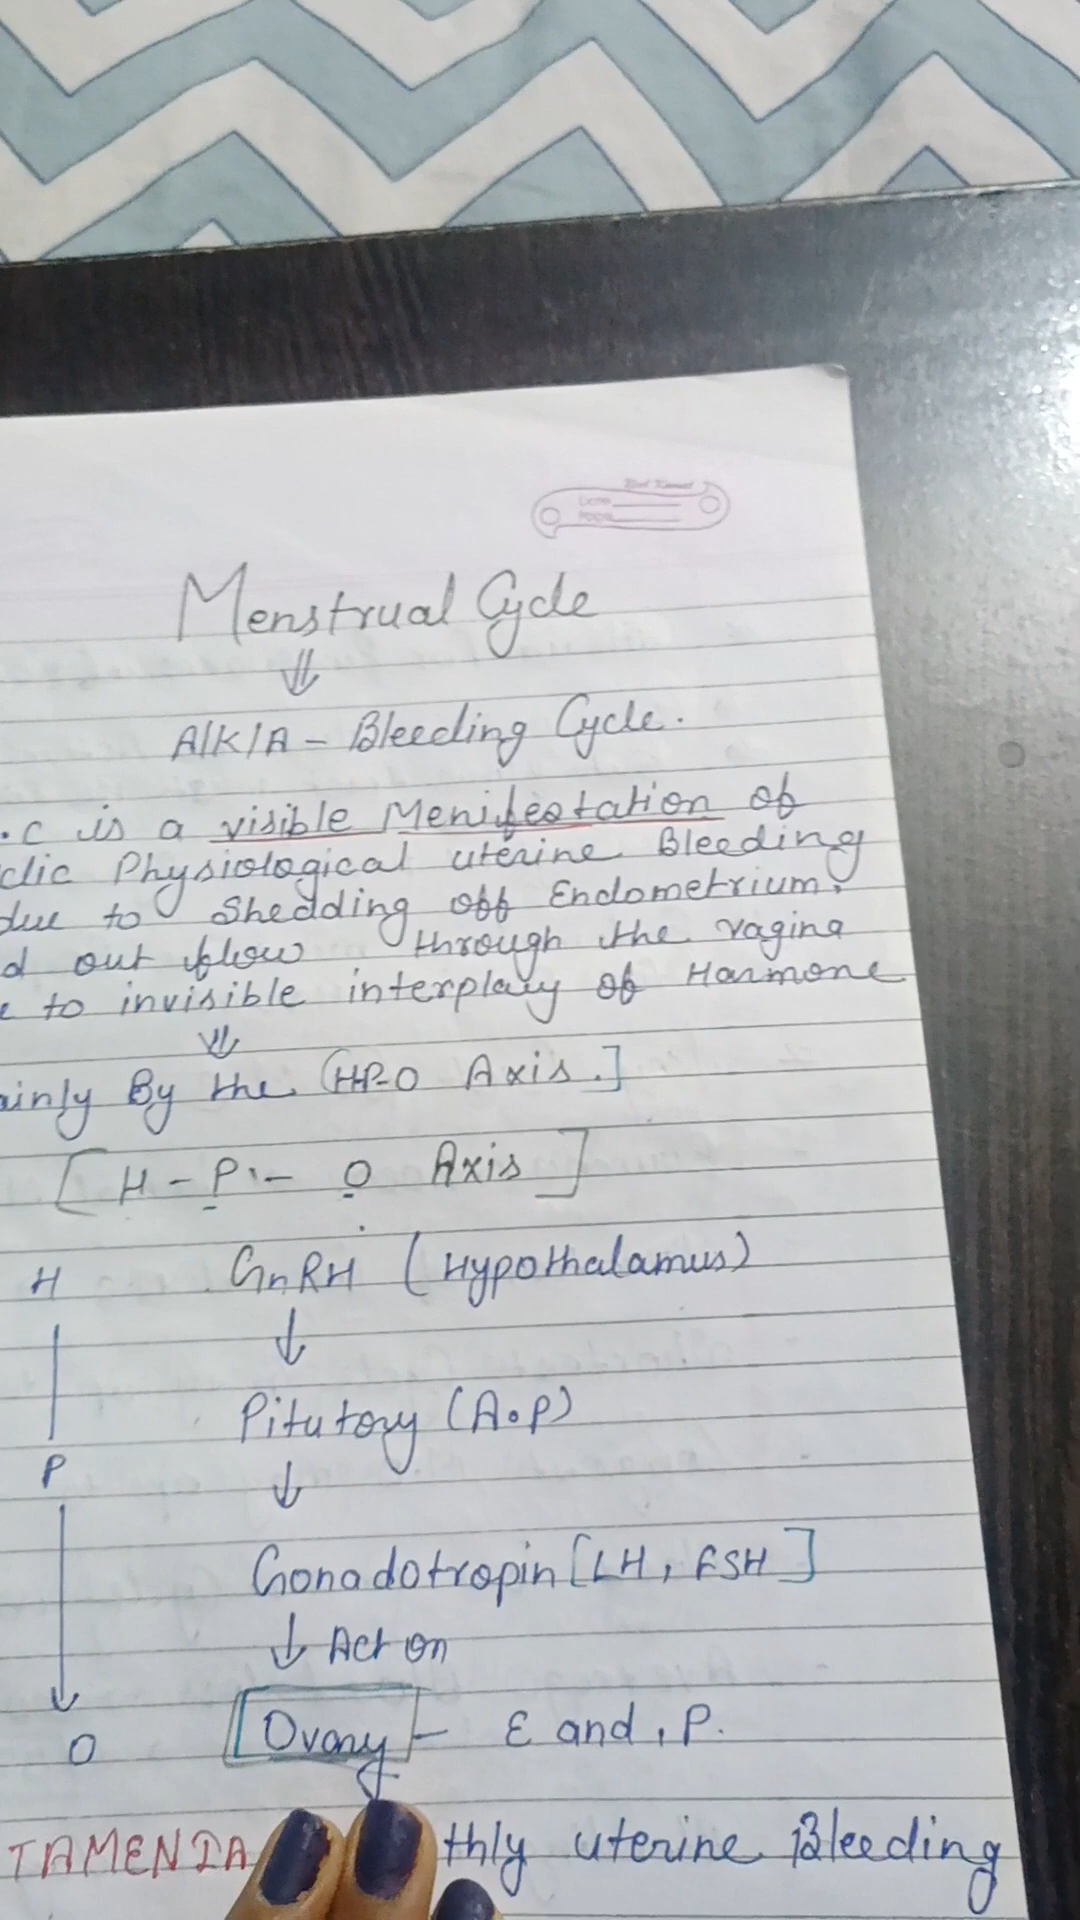 Menstrual Cycle
A/K/A - Bleeding Cycle.
.c is a visible Menifestation of
clic Physiological uterine Bleeding
due to Shedding off Endometrium.
d out flow through the vagina
e to invisible interplay of Harmone
ainly By the [H-P-O Axis.]
[H - P - O Axis]
H GnRH (Hypothalamus)
Pitutory (A.P)
P
Gonadotropin [LH, FSH]
Act on
O Ovary - E and, P.
TAMENIA thly uterine Bleeding